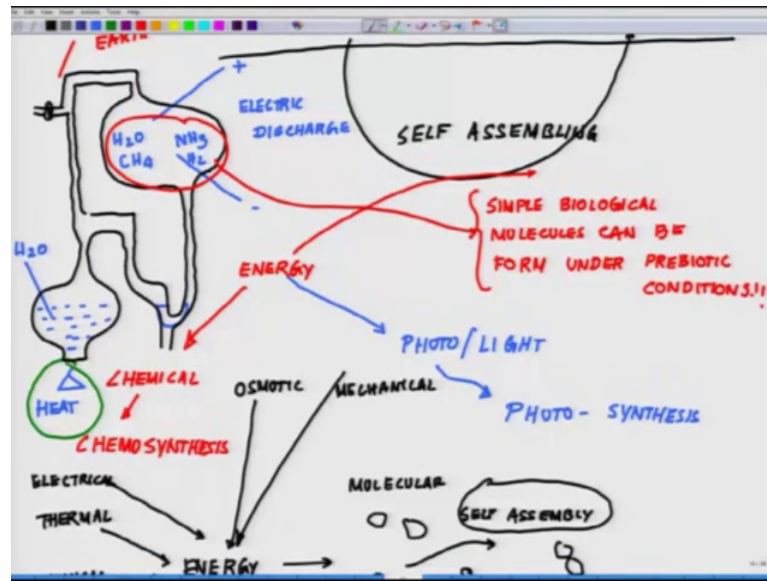 EARTH
+
ELECTRIC
DISCHARGE
H2O NH3
CH4 H2
-
SELF ASSEMBLING
SIMPLE BIOLOGICAL
MOLECULES CAN BE
FORM UNDER PREBIOTIC
CONDITIONS!!
H2O
ENERGY
PHOTO/LIGHT
CHEMICAL
OSMOTIC
MECHANICAL
HEAT
PHOTO - SYNTHESIS
CHEMOSYNTHESIS
ELECTRICAL
MOLECULAR
THERMAL
SELF ASSEMBLY
ENERGY